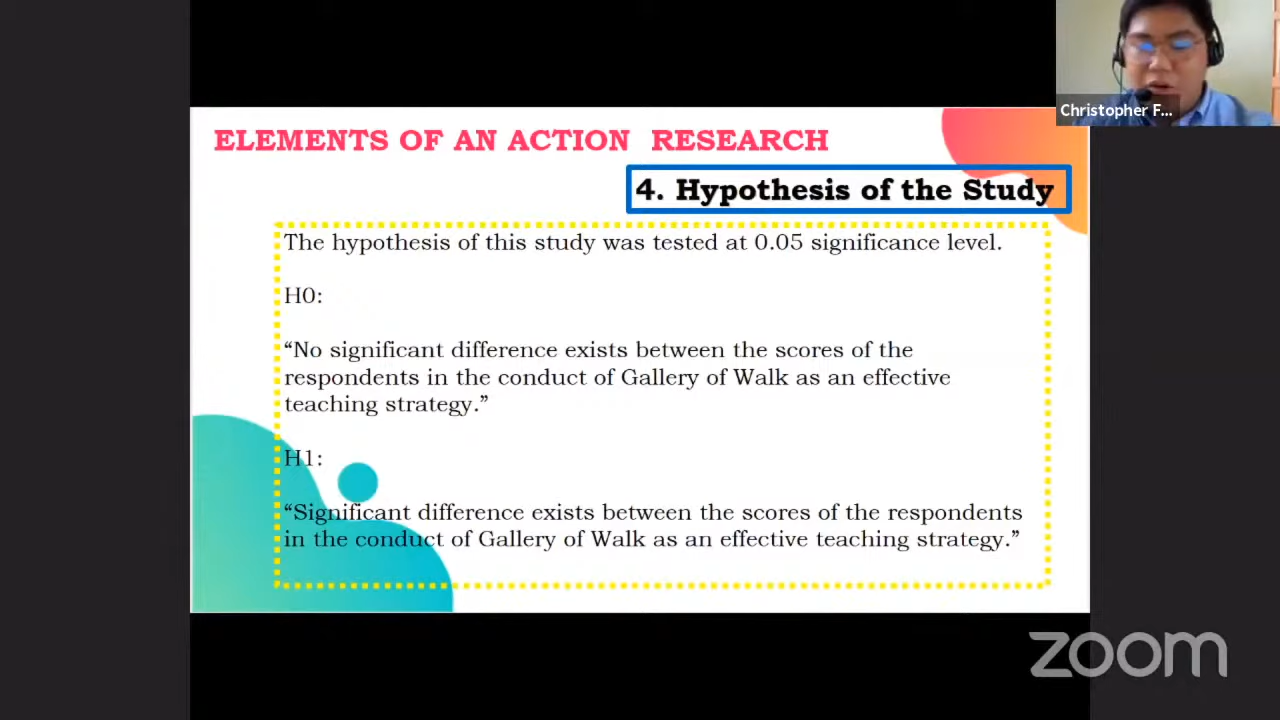 Christopher F...
ELEMENTS OF AN ACTION RESEARCH
4. Hypothesis of the Study
The hypothesis of this study was tested at 0.05 significance level.
H0:
“No significant difference exists between the scores of the
respondents in the conduct of Gallery of Walk as an effective
teaching strategy.”
H1:
“Significant difference exists between the scores of the respondents
in the conduct of Gallery of Walk as an effective teaching strategy.”
zoom